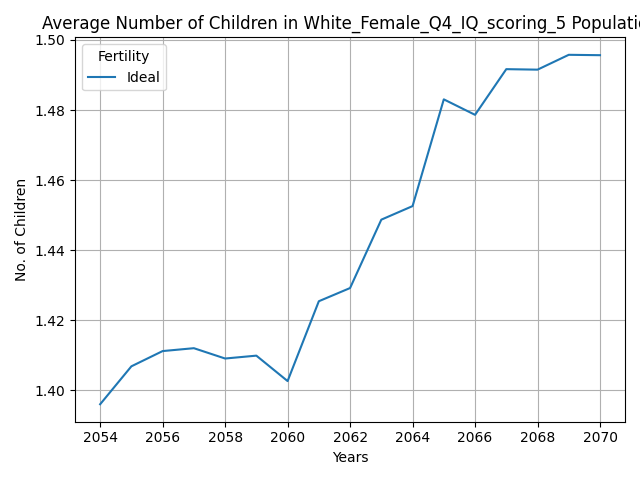 Average Number of Children in White_Female_Q4_IQ_scoring_5 Populatio
1.50
Fertility
Ideal
1.48
1.46
1.44
1.42
1.40
No. of Children
2054 2056 2058 2060 2062 2064 2066 2068 2070
Years